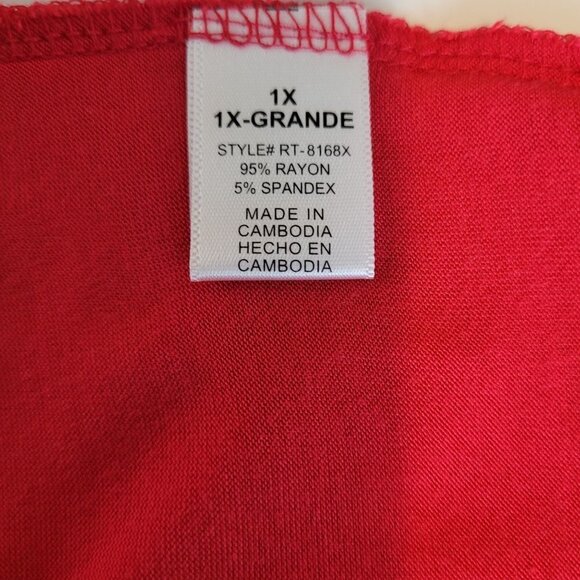 1X
1X-GRANDE
STYLE# RT-8168X
95% RAYON
5% SPANDEX
MADE IN
CAMBODIA
HECHO EN
CAMBODIA